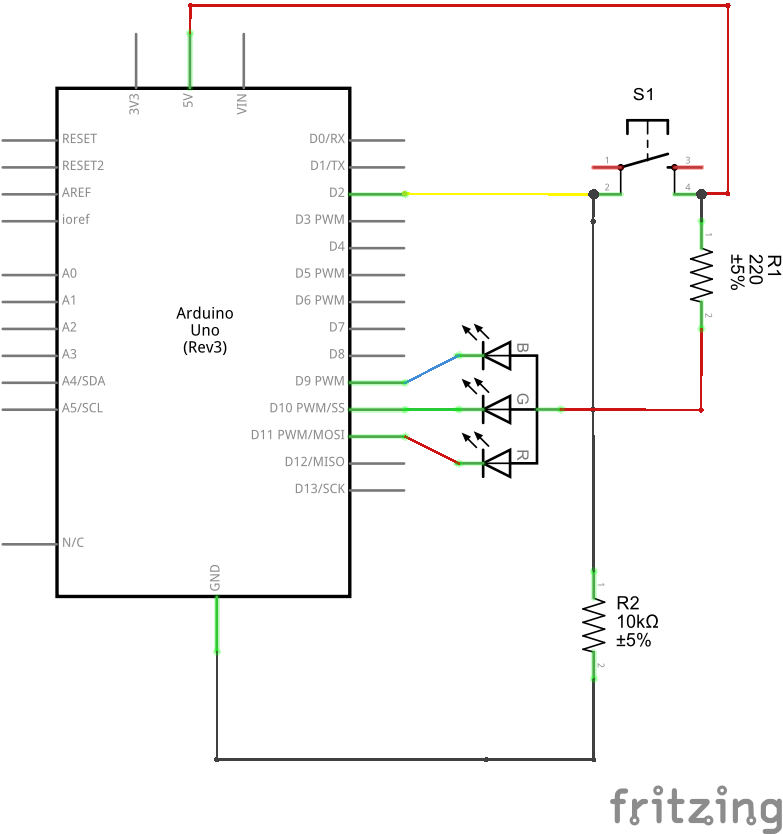 3V3
5V
VIN
S1
1
3
2
4
RESET
RESET2
AREF
ioref
A0
A1
A2
A3
A4/SDA
A5/SCL
N/C
D0/RX
D1/TX
D2
D3 PWM
D4
D5 PWM
D6 PWM
D7
D8
D9 PWM
D10 PWM/SS
D11 PWM/MOSI
D12/MISO
D13/SCK
Arduino
Uno
(Rev3)
GND
B
G
R
1
2
R1
220
±5%
1
2
R2
10kΩ
±5%
fritzing